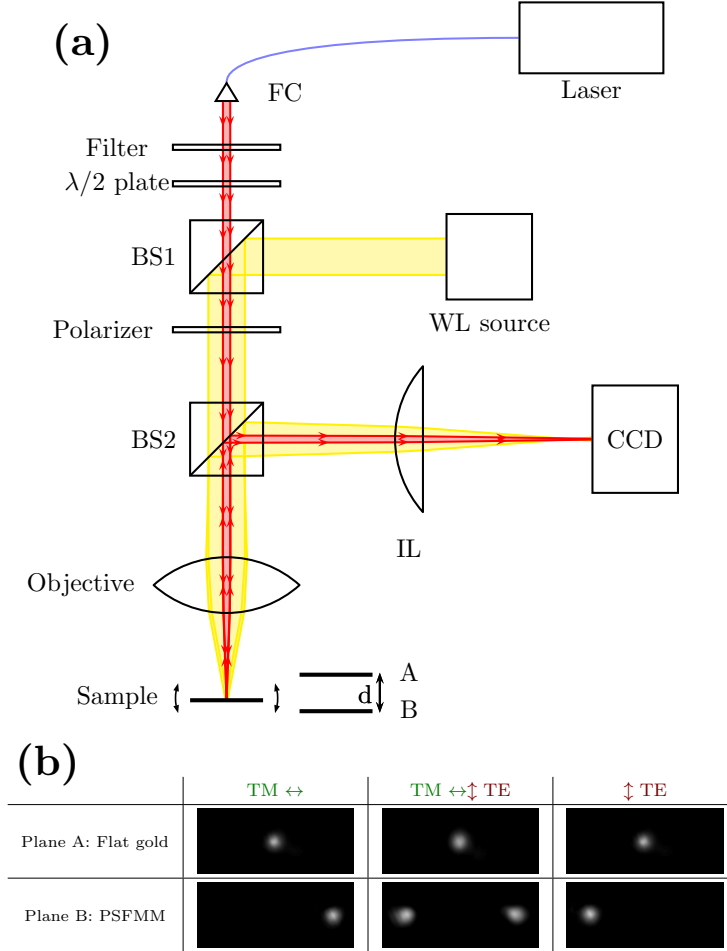 (a)
Laser
FC
Filter
λ/2 plate
BS1
WL source
Polarizer
BS2
CCD
IL
Objective
Sample
A
d
B
(b)
TM ↔ TM ↔↕ TE ↕ TE
Plane A: Flat gold
Plane B: PSFMM